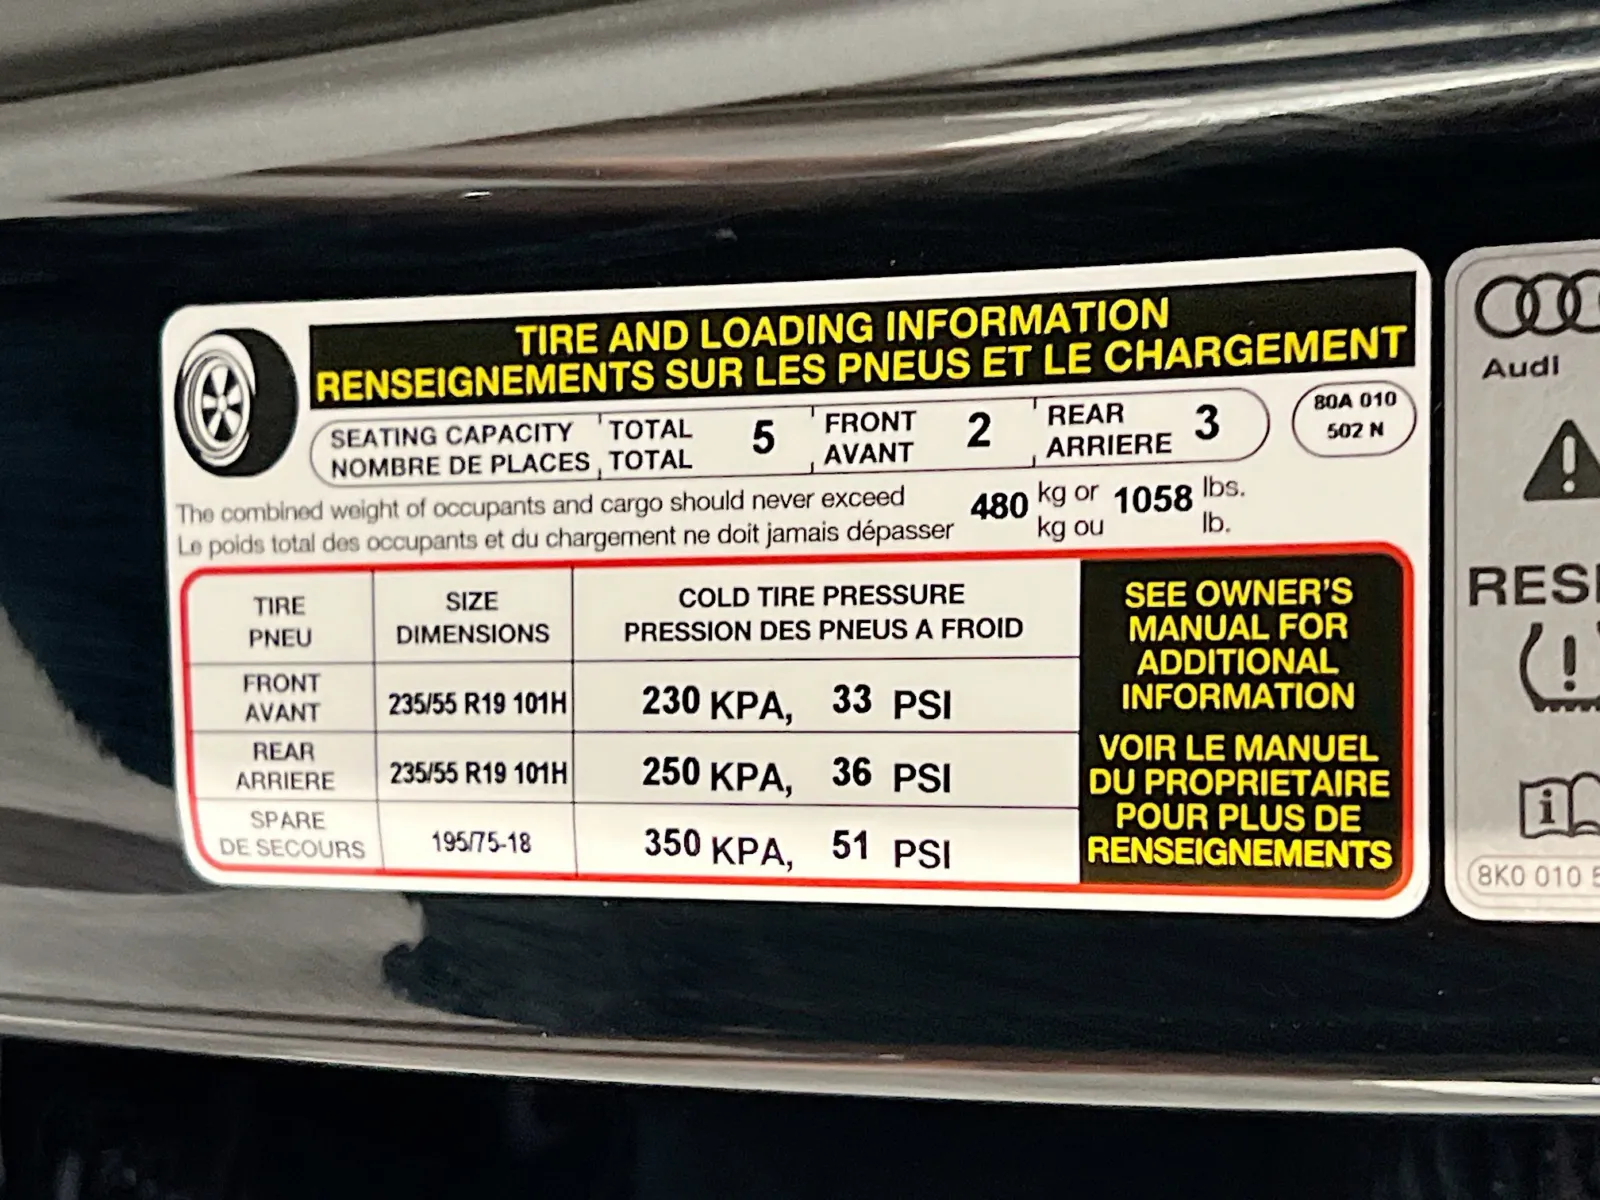 TIRE AND LOADING INFORMATION
RENSEIGNEMENTS SUR LES PNEUS ET LE CHARGEMENT
SEATING CAPACITY TOTAL 5 FRONT 2 REAR 3
NOMBRE DE PLACES TOTAL AVANT ARRIERE
80A 010
502 N
The combined weight of occupants and cargo should never exceed 480 kg or 1058 lbs.
Le poids total des occupants et du chargement ne doit jamais dépasser kg ou lb.
TIRE SIZE COLD TIRE PRESSURE
PNEU DIMENSIONS PRESSION DES PNEUS A FROID
FRONT
AVANT
235/55 R19 101H 230 KPA, 33 PSI
REAR
ARRIERE
235/55 R19 101H 250 KPA, 36 PSI
SPARE
DE SECOURS
195/75-18 350 KPA, 51 PSI
SEE OWNER'S
MANUAL FOR
ADDITIONAL
INFORMATION
VOIR LE MANUEL
DU PROPRIETAIRE
POUR PLUS DE
RENSEIGNEMENTS
Audi
8K0 010